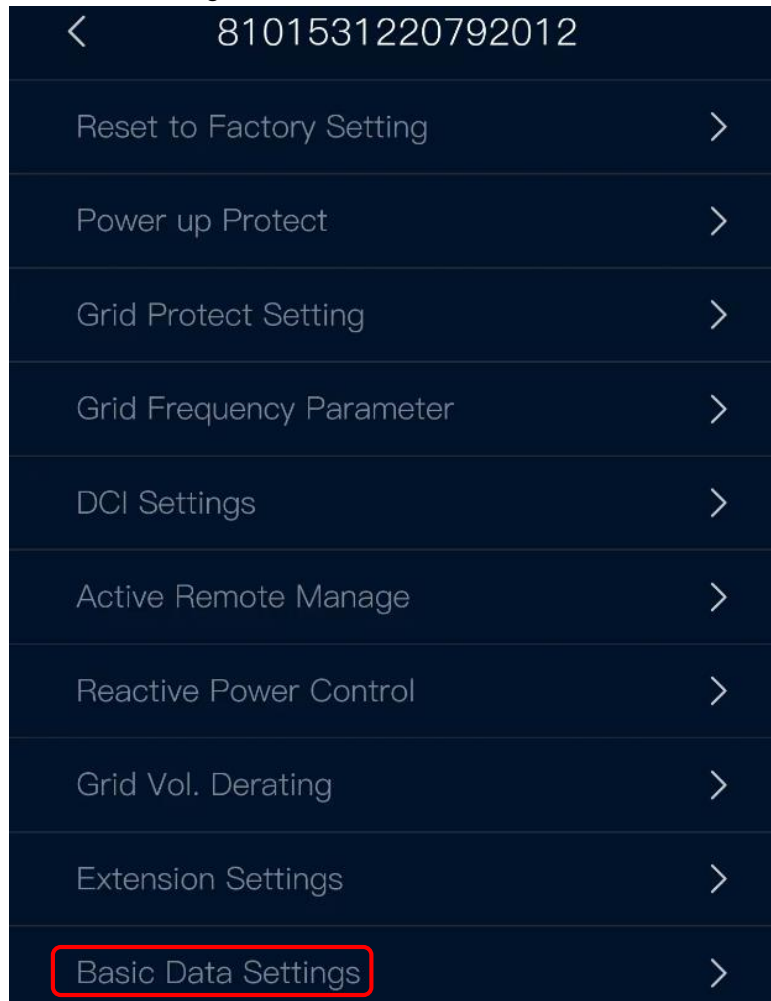 8101531220792012
Reset to Factory Setting
Power up Protect
Grid Protect Setting
Grid Frequency Parameter
DCI Settings
Active Remote Manage
Reactive Power Control
Grid Vol. Derating
Extension Settings
Basic Data Settings